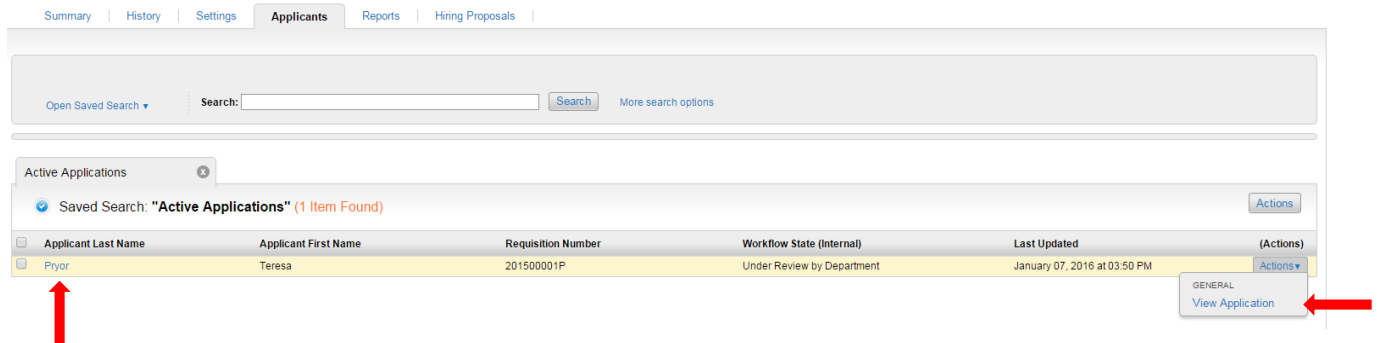 Summary History Settings Applicants Reports Hiring Proposals
Open Saved Search ▼ Search: Search More search options
Active Applications
Saved Search: "Active Applications" (1 Item Found) Actions
Applicant Last Name Applicant First Name Requisition Number Workflow State (Internal) Last Updated (Actions)
Pryor Teresa 201500001P Under Review by Department January 07, 2016 at 03:50 PM Actions▼
GENERAL
View Application